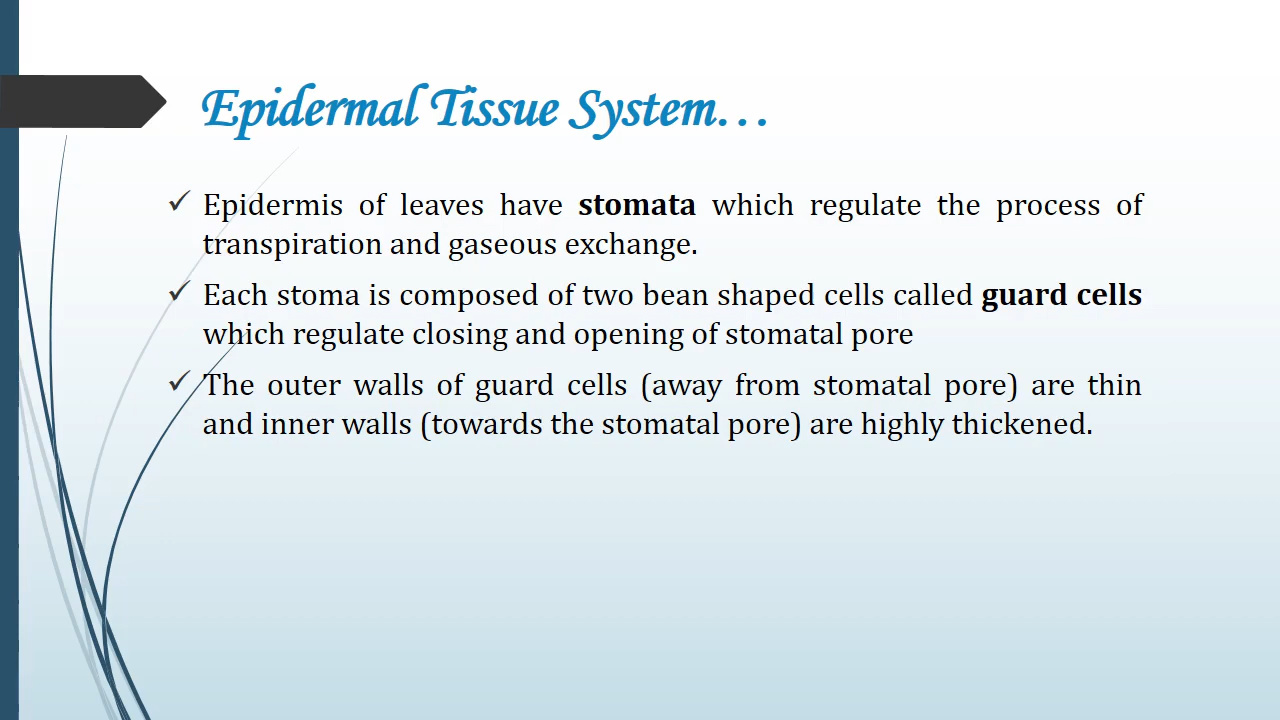 Epidermal Tissue System...
✓ Epidermis of leaves have stomata which regulate the process of
transpiration and gaseous exchange.
✓ Each stoma is composed of two bean shaped cells called guard cells
which regulate closing and opening of stomatal pore
✓ The outer walls of guard cells (away from stomatal pore) are thin
and inner walls (towards the stomatal pore) are highly thickened.